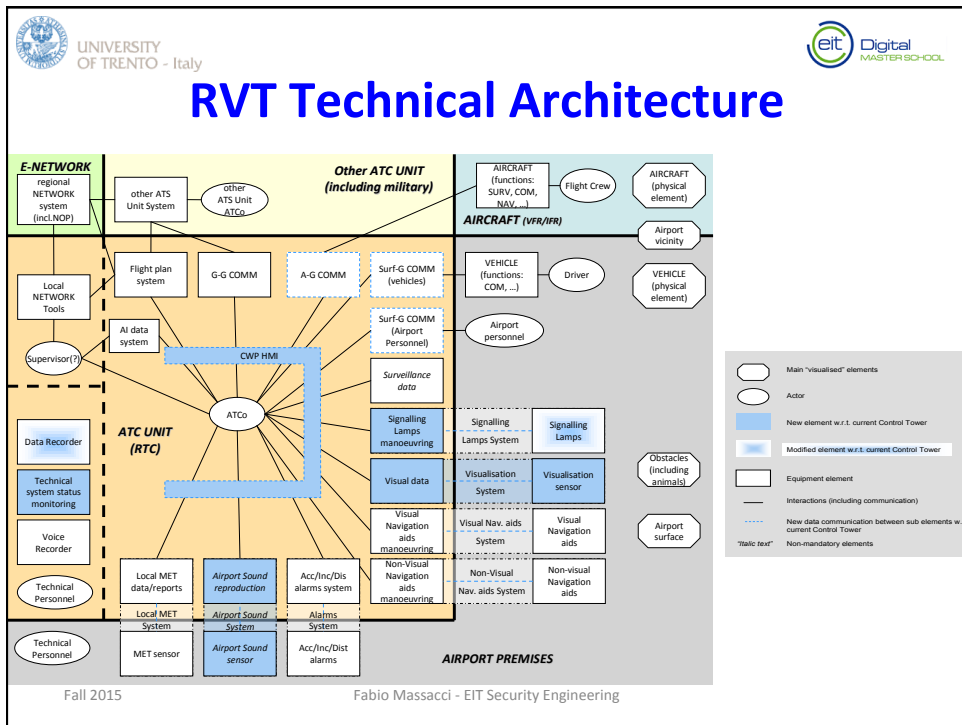 UNIVERSITY
OF TRENTO - Italy
eit Digital
MASTER SCHOOL
RVT Technical Architecture
E-NETWORK
regional
NETWORK
system
(incl.NOP)
other ATS
Unit System
other
ATS Unit
ATCo
Other ATC UNIT
(including military)
AIRCRAFT
(functions:
SURV, COM,
NAV, …)
Flight Crew
AIRCRAFT (VFR/IFR)
AIRCRAFT
(physical
element)
Airport
vicinity
Local
NETWORK
Tools
Flight plan
system
G-G COMM
A-G COMM
Surf-G COMM
(vehicles)
VEHICLE
(functions:
COM, …)
Driver
VEHICLE
(physical
element)
AI data
system
Surf-G COMM
(Airport
Personnel)
Airport
personnel
Supervisor(?)
CWP HMI
Surveillance
data
ATCo
ATC UNIT
(RTC)
Signalling
Lamps
manoeuvring
Signalling
Lamps System
Signalling
Lamps
Data Recorder
Technical
system status
monitoring
Visual data
Visualisation
System
Visualisation
sensor
Obstacles
(including
animals)
Voice
Recorder
Visual
Navigation
aids
manoeuvring
Visual Nav. aids
System
Visual
Navigation
aids
Airport
surface
Technical
Personnel
Local MET
data/reports
Airport Sound
reproduction
Acc/Inc/Dis
alarms system
Non-Visual
Navigation
aids
manoeuvring
Non-Visual
Nav. aids System
Non-visual
Navigation
aids
Local MET
System
Airport Sound
System
Alarms
System
Technical
Personnel
MET sensor
Airport Sound
sensor
Acc/Inc/Dist
alarms
AIRPORT PREMISES
Main "visualised" elements
Actor
New element w.r.t. current Control Tower
Modified element w.r.t. current Control Tower
Equipment element
Interactions (including communication)
New data communication between sub elements w.
current Control Tower
"Italic text" Non-mandatory elements
Fall 2015
Fabio Massacci - EIT Security Engineering